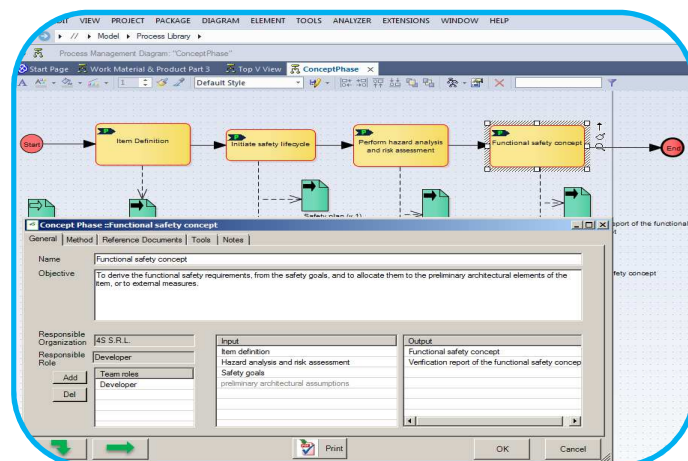 DIT VIEW PROJECT PACKAGE DIAGRAM ELEMENT TOOLS ANALYZER EXTENSIONS WINDOW HELP
// Model Process Library
Process Management Diagram: "ConceptPhase"
Start Page Work Material & Product Part 3 Top V View ConceptPhase
1 Default Style
Start
Item Definition
Initiate safety lifecycle
Perform hazard analysis
and risk assessment
Functional safety concept
End
Safety plan (v.1)
port of the functional
fety concept
Concept Phase ::Functional safety concept
General Method Reference Documents Tools Notes
Name Functional safety concept
Objective To derive the functional safety requirements, from the safety goals, and to allocate them to the preliminary architectural elements of the
item, or to external measures.
Responsible
Organization 4S S.R.L.
Responsible
Role Developer
Add
Del
Team roles
Developer
Input
Item definition
Hazard analysis and risk assessment
Safety goals
preliminary architectural assumptions
Output
Functional safety concept
Verification report of the functional safety concep
Print
OK
Cancel